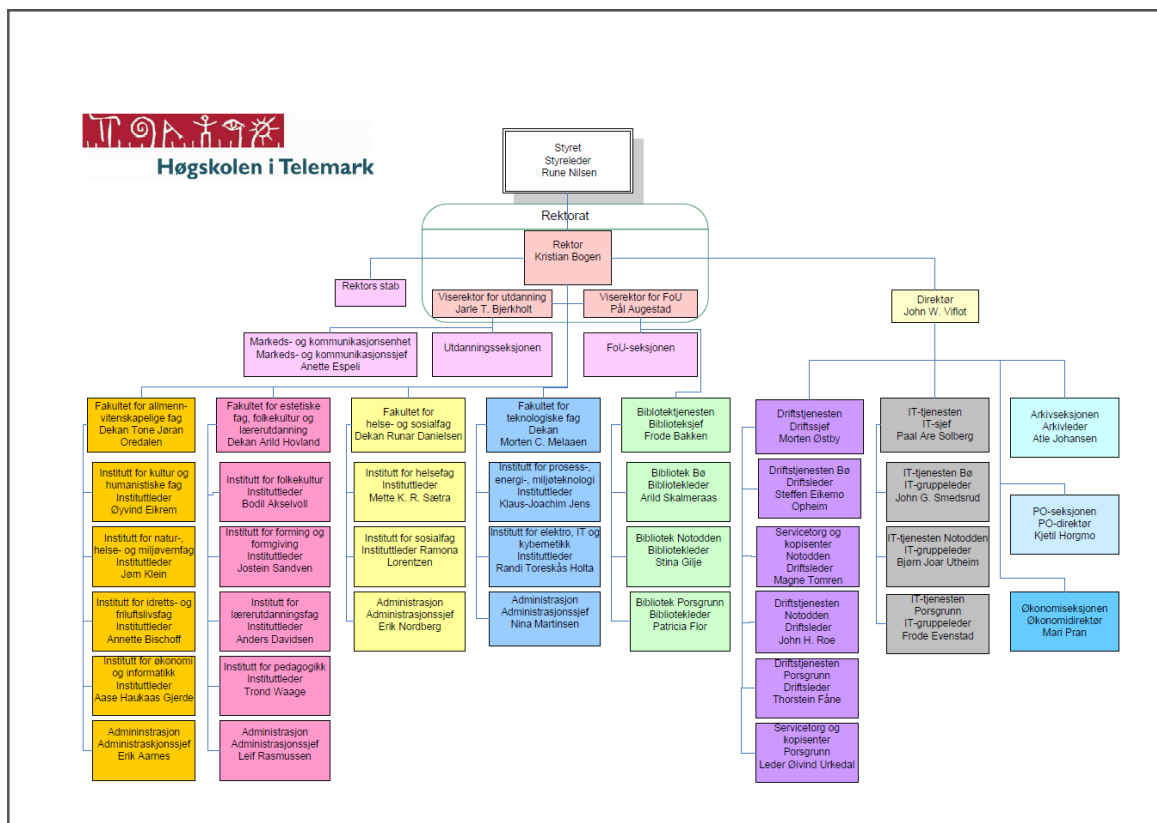 Høgskolen i Telemark
Styret
Styreleder
Rune Nilsen
Rektorat
Rektor
Kristian Bogen
Rektors stab
Viserektor for utdanning
Jarle T. Bjerkholt
Viserektor for FoU
Pål Augestad
Direktør
John W. Viflot
Markeds- og kommunikasjonsenhet
Markeds- og kommunikasjonssjef
Anette Espeli
Utdanningsseksjonen
FoU-seksjonen
Fakultet for allmenn-
vitenskapelige fag
Dekan Tone Jøran
Oredalen
Institutt for kultur og
humanistiske fag
Instituttleder
Øyvind Eikrem
Institutt for natur-,
helse- og miljøvernfag
Instituttleder
Jørn Klein
Institutt for idretts- og
friluftslivsfag
Instituttleder
Annette Bischoff
Institutt for økonomi
og informatikk
Instituttleder
Aase Haukaas Gjerde
Admininstrasjon
Administraskjonssjef
Erik Aarnes
Fakultet for estetiske
fag, folkekultur og
lærerutdanning
Dekan Arild Hovland
Institutt for folkekultur
Instituttleder
Bodil Akselvoll
Institutt for forming og
formgiving
Instituttleder
Jostein Sandven
Institutt for
lærerutdanningsfag
Instituttleder
Anders Davidsen
Institutt for pedagogikk
Instituttleder
Trond Waage
Administrasjon
Administrasjonssjef
Leif Rasmussen
Fakultet for
helse- og sosialfag
Dekan Runar Danielsen
Institutt for helsefag
Instituttleder
Mette K. R. Sætra
Institutt for sosialfag
Instituttleder Ramona
Lorentzen
Administrasjon
Administrasjonssjef
Erik Nordberg
Fakultet for
teknologiske fag
Dekan
Morten C. Melaaen
Institutt for prosess-,
energi-, miljøteknologi
Instituttleder
Klaus-Joachim Jens
Institutt for elektro, IT
og kybernetikk
Instituttleder
Randi Toreskås Holta
Administrasjon
Administrasjonssjef
Nina Martinsen
Bibliotektjenesten
Biblioteksjef
Frode Bakken
Bibliotek Bø
Bibliotekleder
Arild Skalmeraas
Bibliotek Notodden
Bibliotekleder
Stina Gilje
Bibliotek Porsgrunn
Bibliotekleder
Patricia Flor
Driftstjenesten
Driftssjef
Morten Østby
Driftstjenesten Bø
Driftsleder
Steffen Eikemo
Opheim
Servicetorg og
kopisenter
Notodden
Driftsleder
Magne Tomren
Driftstjenesten
Notodden
Driftsleder
John H. Roe
Driftstjenesten
Porsgrunn
Driftsleder
Thorstein Fåne
Servicetorg og
kopisenter
Porsgrunn
Leder Øivind Urkedal
IT-tjenesten
IT-sjef
Paal Are Solberg
IT-tjenesten Bø
IT-gruppeleder
John G. Smedsrud
IT-tjenesten Notodden
IT-gruppeleder
Bjørn Joar Utheim
IT-tjenesten
Porsgrunn
IT-gruppeleder
Frode Evenstad
Arkivseksjonen
Arkivleder
Atle Johansen
PO-seksjonen
PO-direktør
Kjetil Horgmo
Økonomiseksjonen
Økonomidirektør
Mari Pran